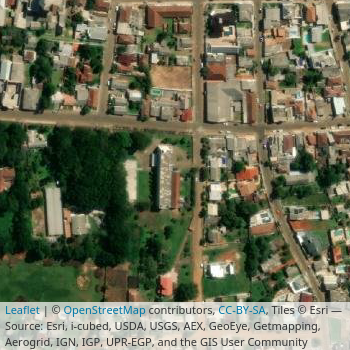 Leaflet | © OpenStreetMap contributors, CC-BY-SA, Tiles © Esri —
Source: Esri, i-cubed, USDA, USGS, AEX, GeoEye, Getmapping,
Aerogrid, IGN, IGP, UPR-EGP, and the GIS User Community